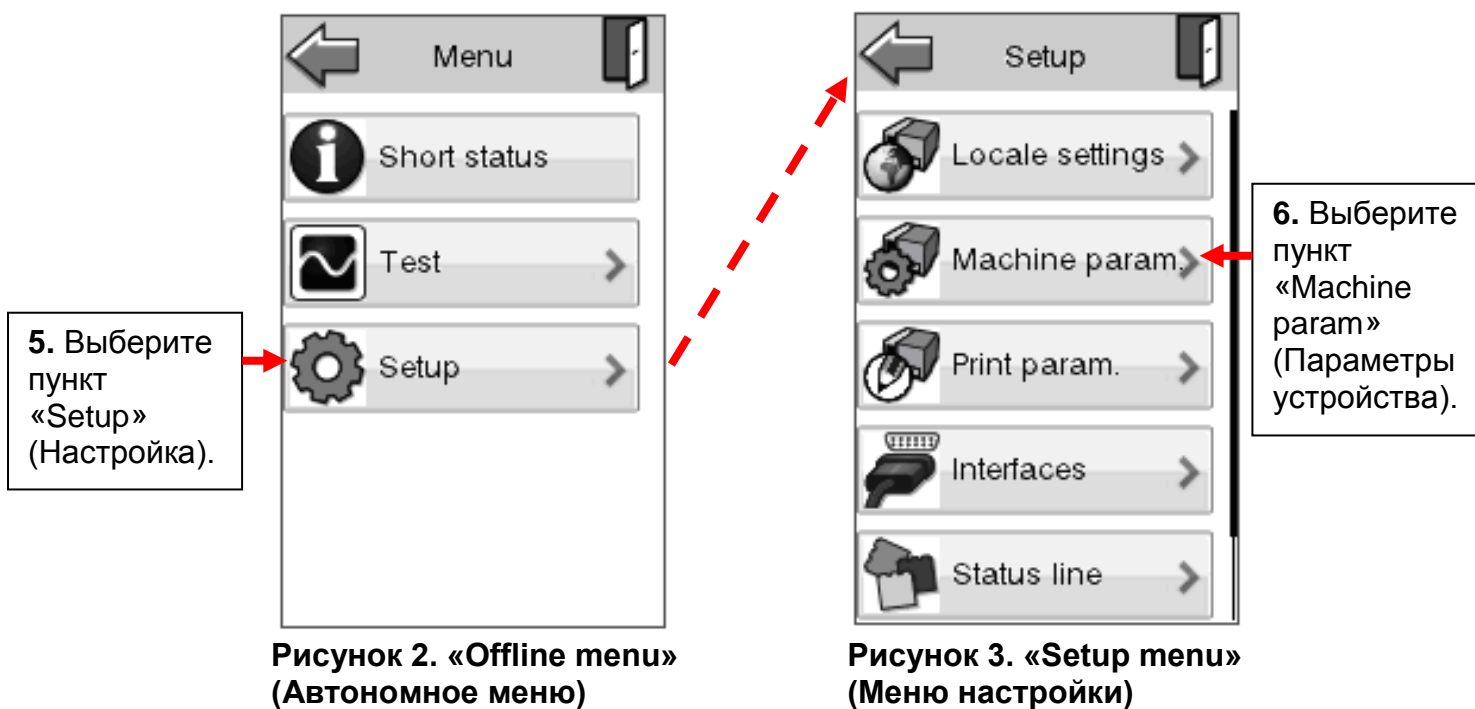 Menu
Short status
Test
Setup
5. Выберите
пункт
«Setup»
(Настройка).
Рисунок 2. «Offline menu»
(Автономное меню)
Setup
Locale settings
Machine param.
Print param.
Interfaces
Status line
6. Выберите
пункт
«Machine
param»
(Параметры
устройства).
Рисунок 3. «Setup menu»
(Меню настройки)